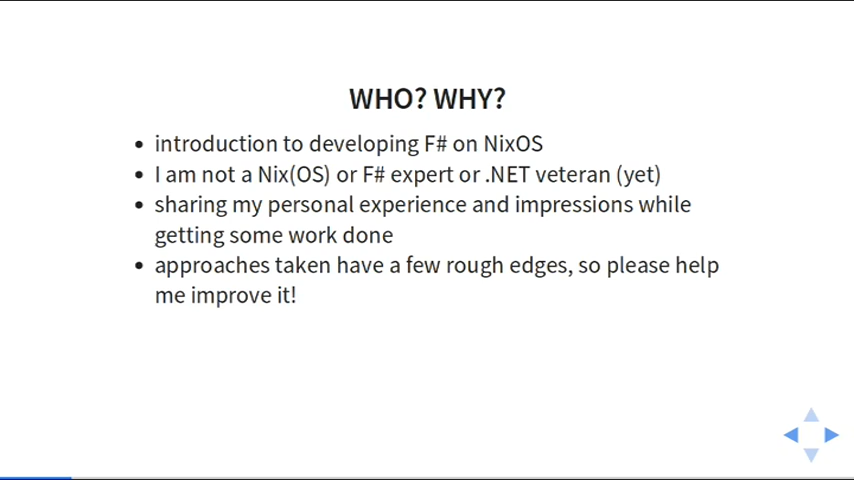 WHO? WHY?
• introduction to developing F# on NixOS
• I am not a Nix(OS) or F# expert or .NET veteran (yet)
• sharing my personal experience and impressions while
getting some work done
• approaches taken have a few rough edges, so please help
me improve it!